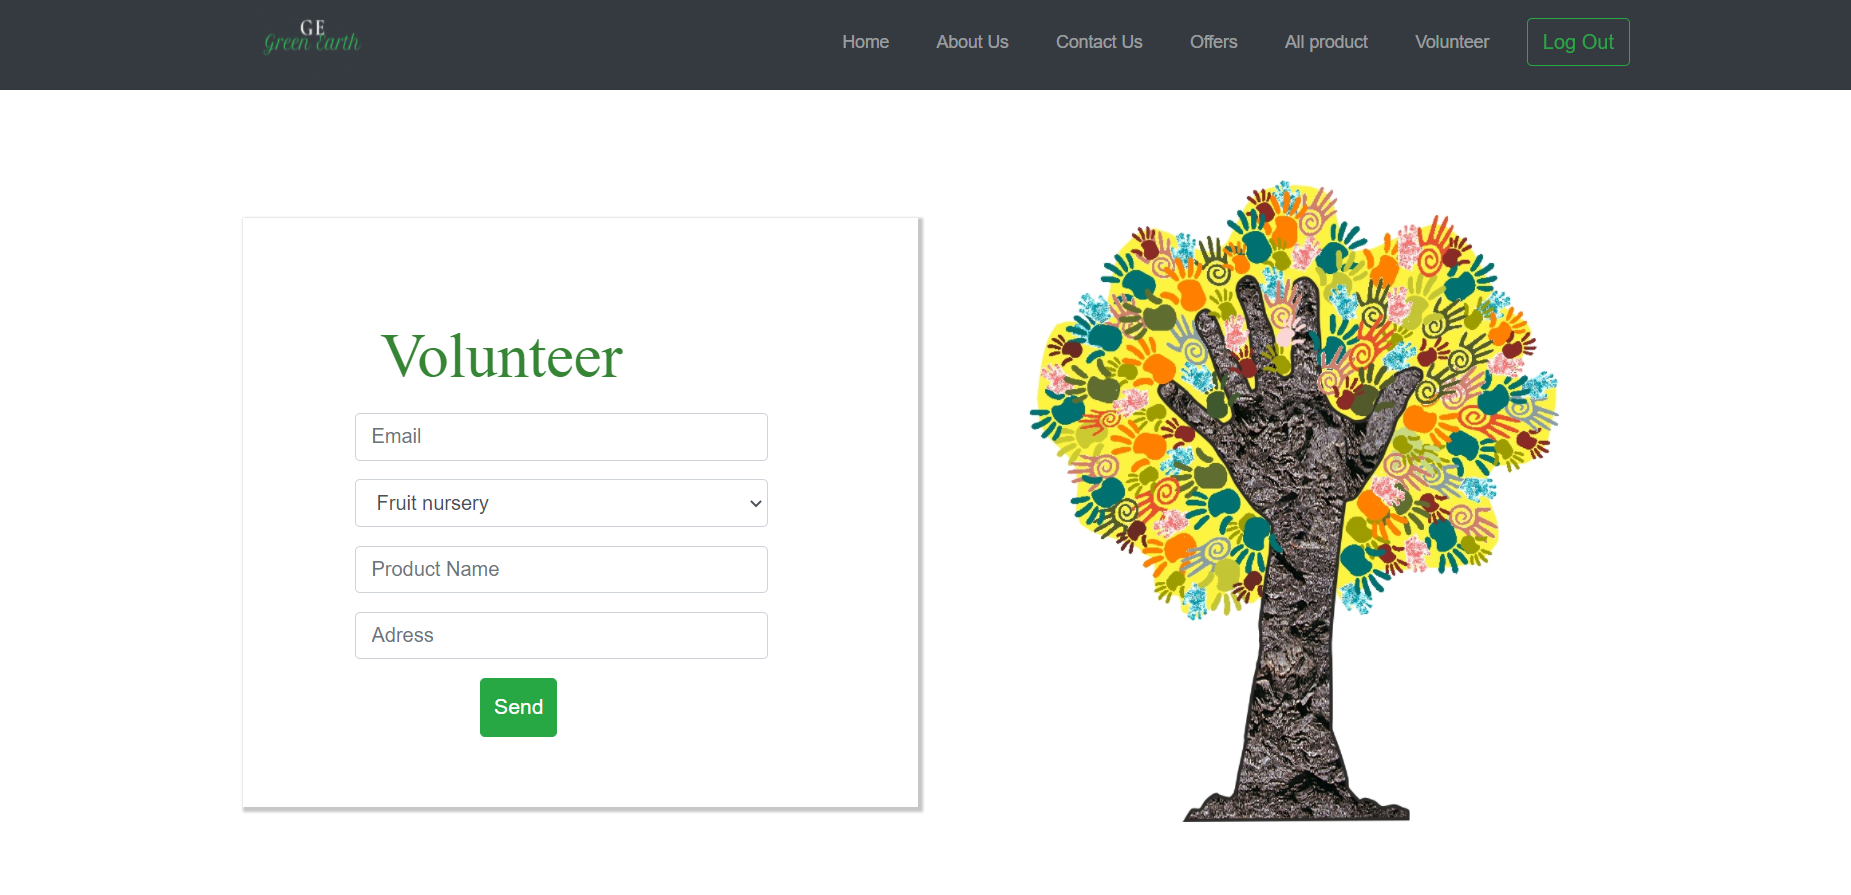 GE
Green Earth
Home About Us Contact Us Offers All product Volunteer Log Out
Volunteer
Email
Fruit nursery
Product Name
Adress
Send